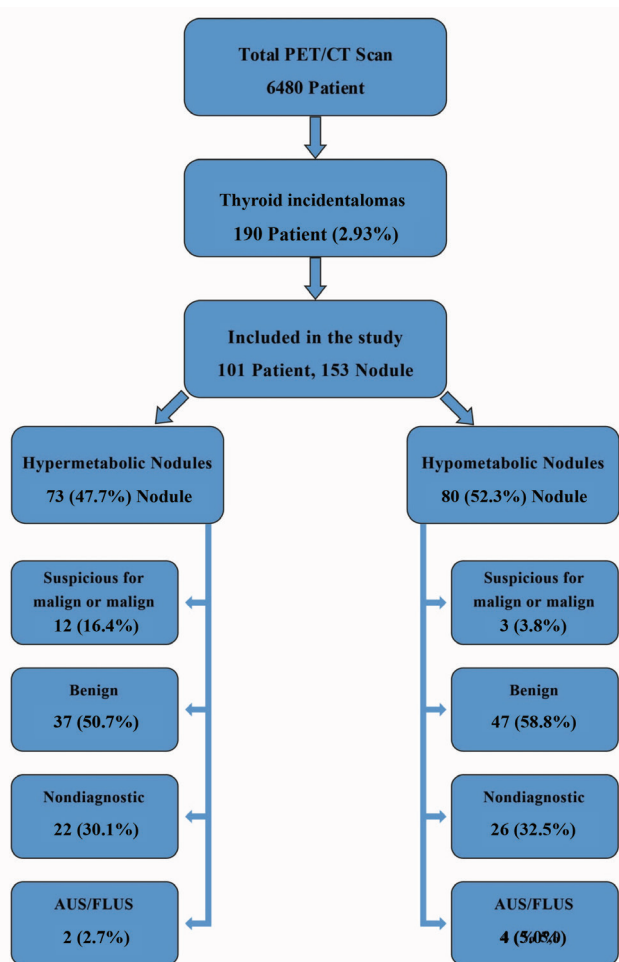 Total PET/CT Scan
6480 Patient
Thyroid incidentalomas
190 Patient (2.93%)
Included in the study
101 Patient, 153 Nodule
Hypermetabolic Nodules
73 (47.7%) Nodule
Hypometabolic Nodules
80 (52.3%) Nodule
Suspicious for
malign or malign
12 (16.4%)
Suspicious for
malign or malign
3 (3.8%)
Benign
37 (50.7%)
Benign
47 (58.8%)
Nondiagnostic
22 (30.1%)
Nondiagnostic
26 (32.5%)
AUS/FLUS
2 (2.7%)
AUS/FLUS
4